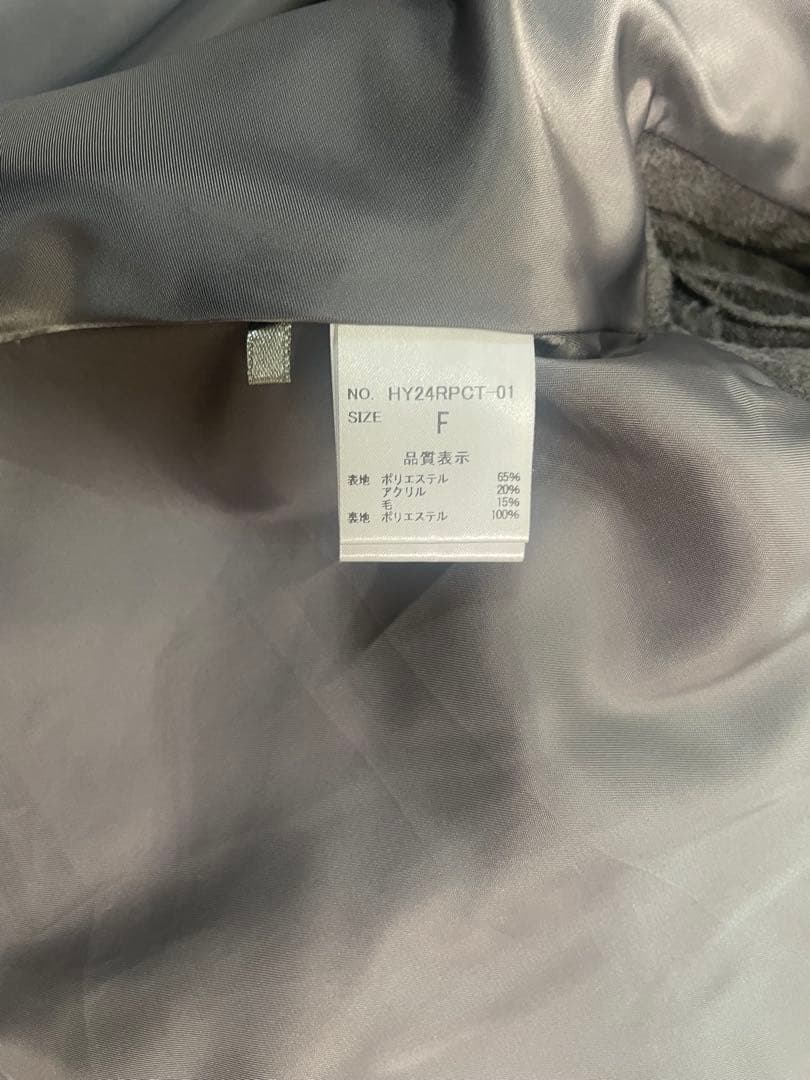 NO. HY24RPCT-01
SIZE F
品質表示
表地 ポリエステル 65%
アクリル 20%
毛 15%
裏地 ポリエステル 100%